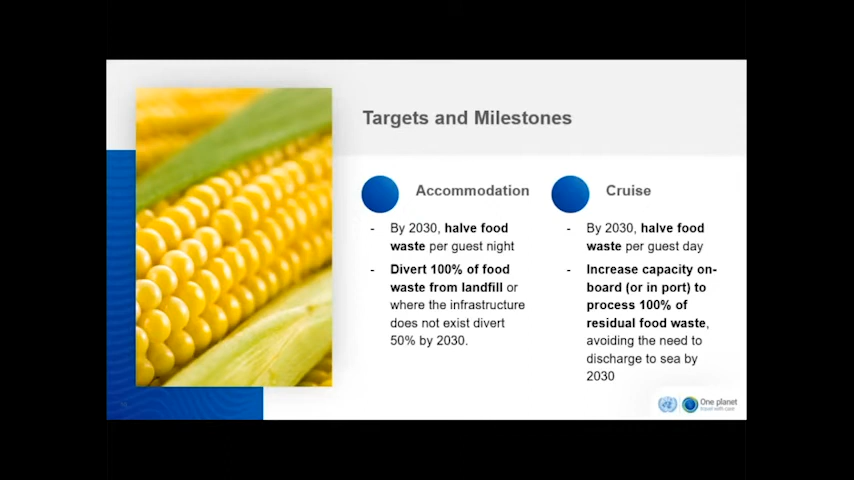 Targets and Milestones
Accommodation
- By 2030, halve food
waste per guest night
- Divert 100% of food
waste from landfill or
where the infrastructure
does not exist divert
50% by 2030.
Cruise
- By 2030, halve food
waste per guest day
- Increase capacity on-
board (or in port) to
process 100% of
residual food waste,
avoiding the need to
discharge to sea by
2030
One planet
travel with care